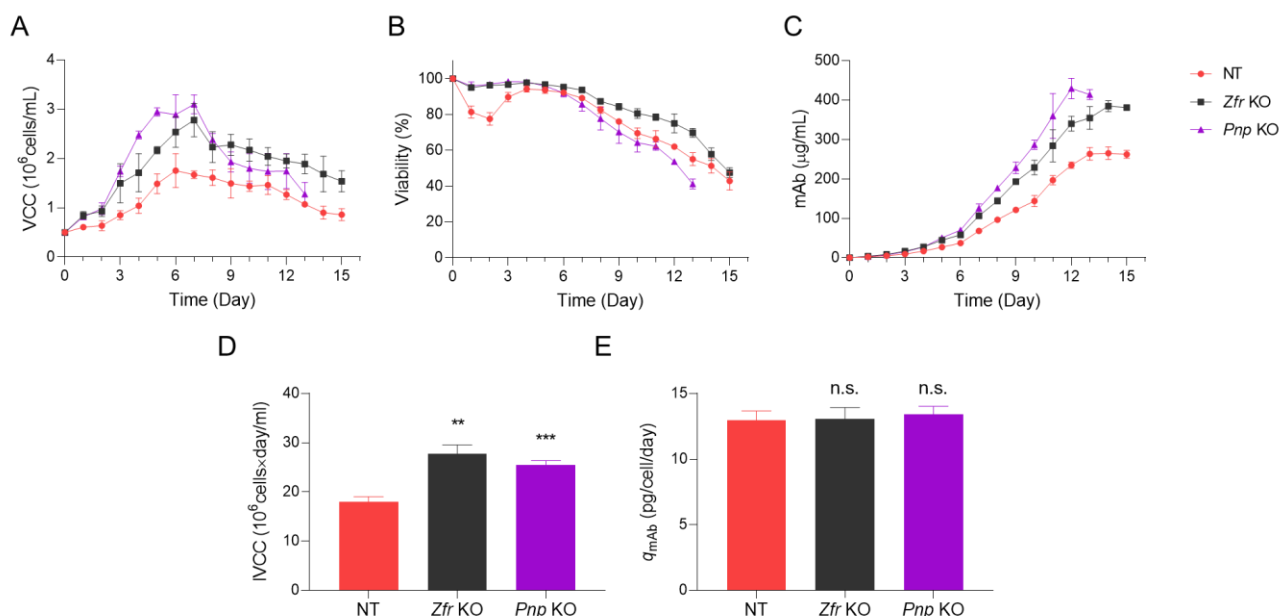 A
VCC (10⁶cells/mL)
4
3
2
1
0
0 3 6 9 12 15
Time (Day)
B
Viability (%)
100
80
60
40
20
0
0 3 6 9 12 15
Time (Day)
C
mAb (µg/mL)
500
400
300
200
100
0
0 3 6 9 12 15
Time (Day)
NT
Zfr KO
Pnp KO
D
IVCC (10⁶cells×day/ml)
40
30
20
10
0
**
***
NT Zfr KO Pnp KO
E
qmAb (pg/cell/day)
15
10
5
0
n.s. n.s.
NT Zfr KO Pnp KO